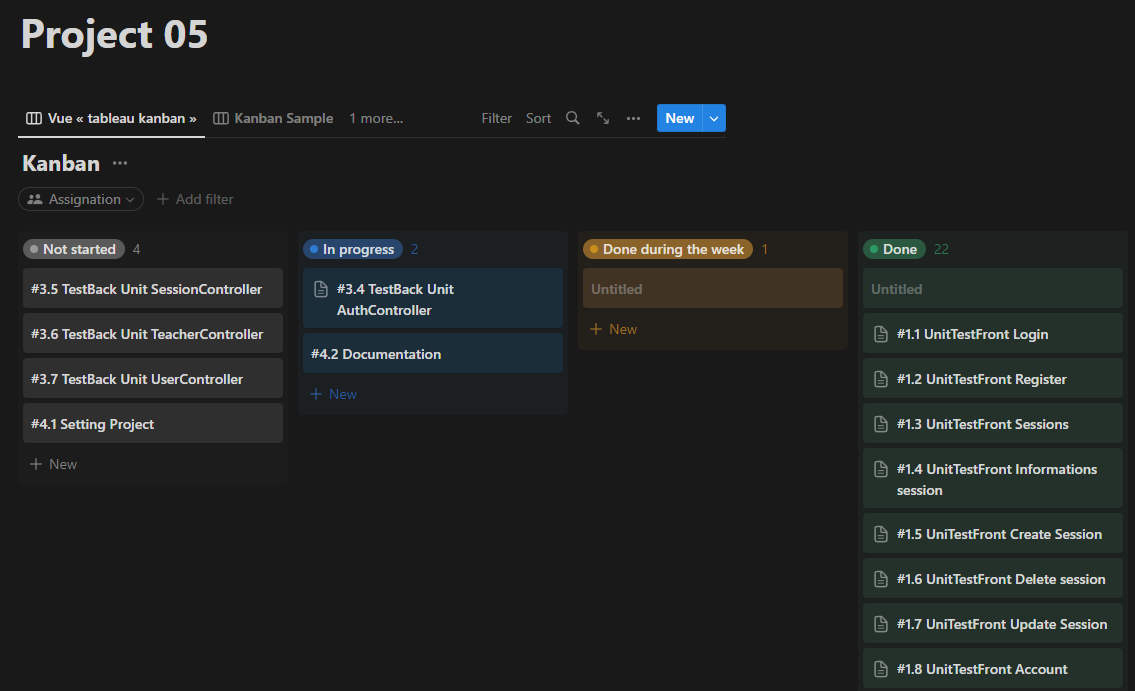 Project 05
Vue « tableau kanban »
Kanban Sample
1 more...
Filter
Sort
New
Kanban
Assignation
Add filter
Not started 4
#3.5 TestBack Unit SessionController
#3.6 TestBack Unit TeacherController
#3.7 TestBack Unit UserController
#4.1 Setting Project
New
In progress 2
#3.4 TestBack Unit
AuthController
#4.2 Documentation
New
Done during the week 1
Untitled
New
Done 22
Untitled
#1.1 UnitTestFront Login
#1.2 UnitTestFront Register
#1.3 UnitTestFront Sessions
#1.4 UnitTestFront Informations
session
#1.5 UniTestFront Create Session
#1.6 UnitTestFront Delete session
#1.7 UniTestFront Update Session
#1.8 UnitTestFront Account